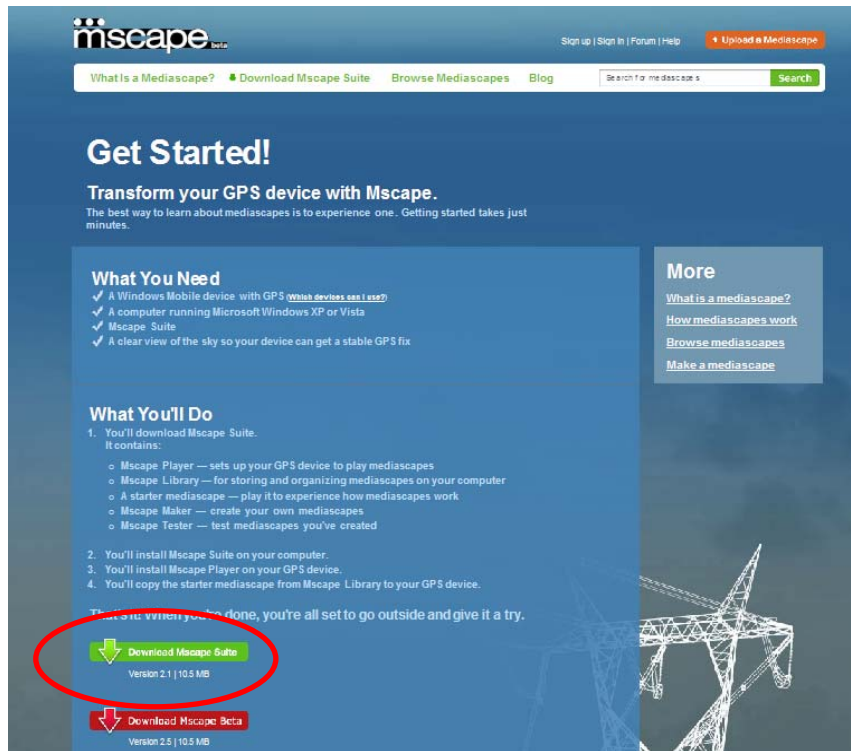 mscape beta
Sign up | Sign In | Forum | Help
Upload a Mediascape
What Is a Mediascape? Download Mscape Suite Browse Mediascapes Blog
Search for mediascapes Search
Get Started!
Transform your GPS device with Mscape.
The best way to learn about mediascapes is to experience one. Getting started takes just
minutes.
What You Need
A Windows Mobile device with GPS (Which devices can I use?)
A computer running Microsoft Windows XP or Vista
Mscape Suite
A clear view of the sky so your device can get a stable GPS fix
More
What is a mediascape?
How mediascapes work
Browse mediascapes
Make a mediascape
What You'll Do
1. You'll download Mscape Suite.
It contains:
Mscape Player — sets up your GPS device to play mediascapes
Mscape Library — for storing and organizing mediascapes on your computer
A starter mediascape — play it to experience how mediascapes work
Mscape Maker — create your own mediascapes
Mscape Tester — test mediascapes you've created
2. You'll install Mscape Suite on your computer.
3. You'll install Mscape Player on your GPS device.
4. You'll copy the starter mediascape from Mscape Library to your GPS device.
That's it! When you're done, you're all set to go outside and give it a try.
Download Mscape Suite
Version 2.1 | 10.5 MB
Download Mscape Beta
Version 2.5 | 10.5 MB